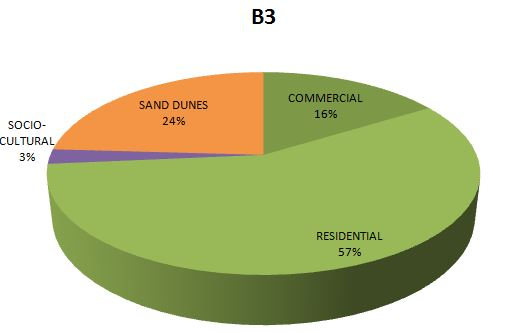 B3
COMMERCIAL
16%
RESIDENTIAL
57%
SOCIO-
CULTURAL
3%
SAND DUNES
24%